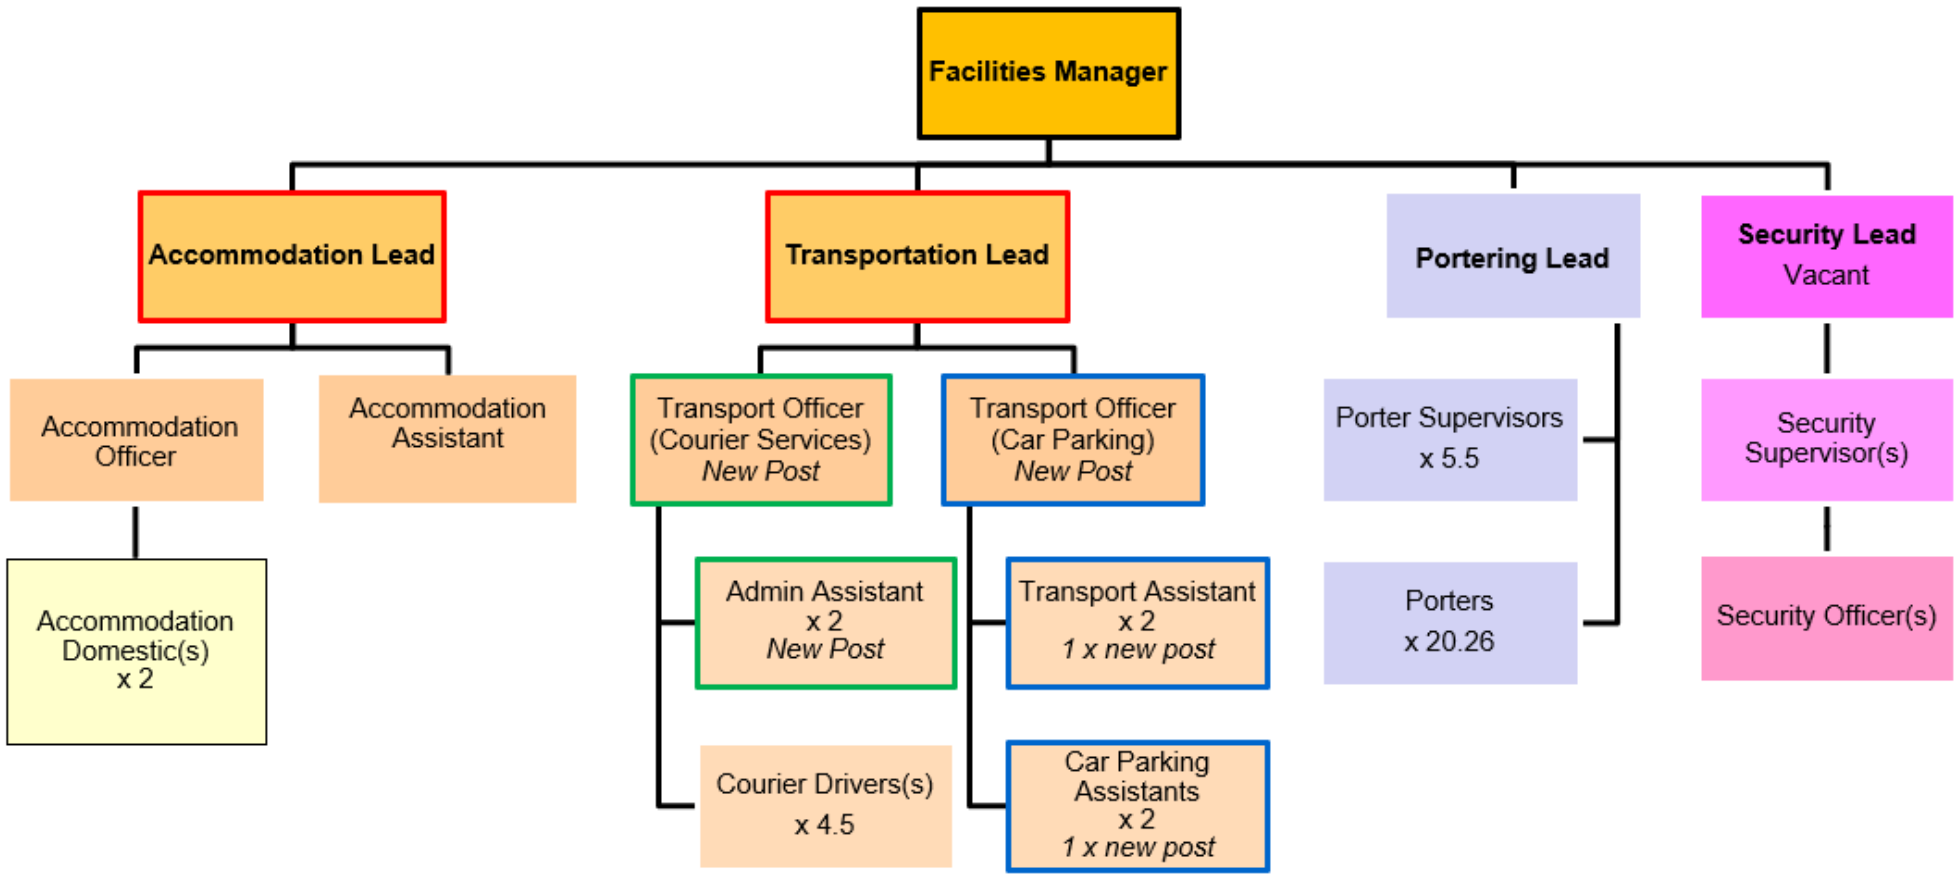 Facilities Manager
Accommodation Lead
Transportation Lead
Portering Lead
Security Lead
Vacant
Accommodation
Officer
Accommodation
Assistant
Transport Officer
(Courier Services)
New Post
Transport Officer
(Car Parking)
New Post
Porter Supervisors
x 5.5
Security
Supervisor(s)
Accommodation
Domestic(s)
x 2
Admin Assistant
x 2
New Post
Transport Assistant
x 2
1 x new post
Porters
x 20.26
Security Officer(s)
Courier Drivers(s)
x 4.5
Car Parking
Assistants
x 2
1 x new post